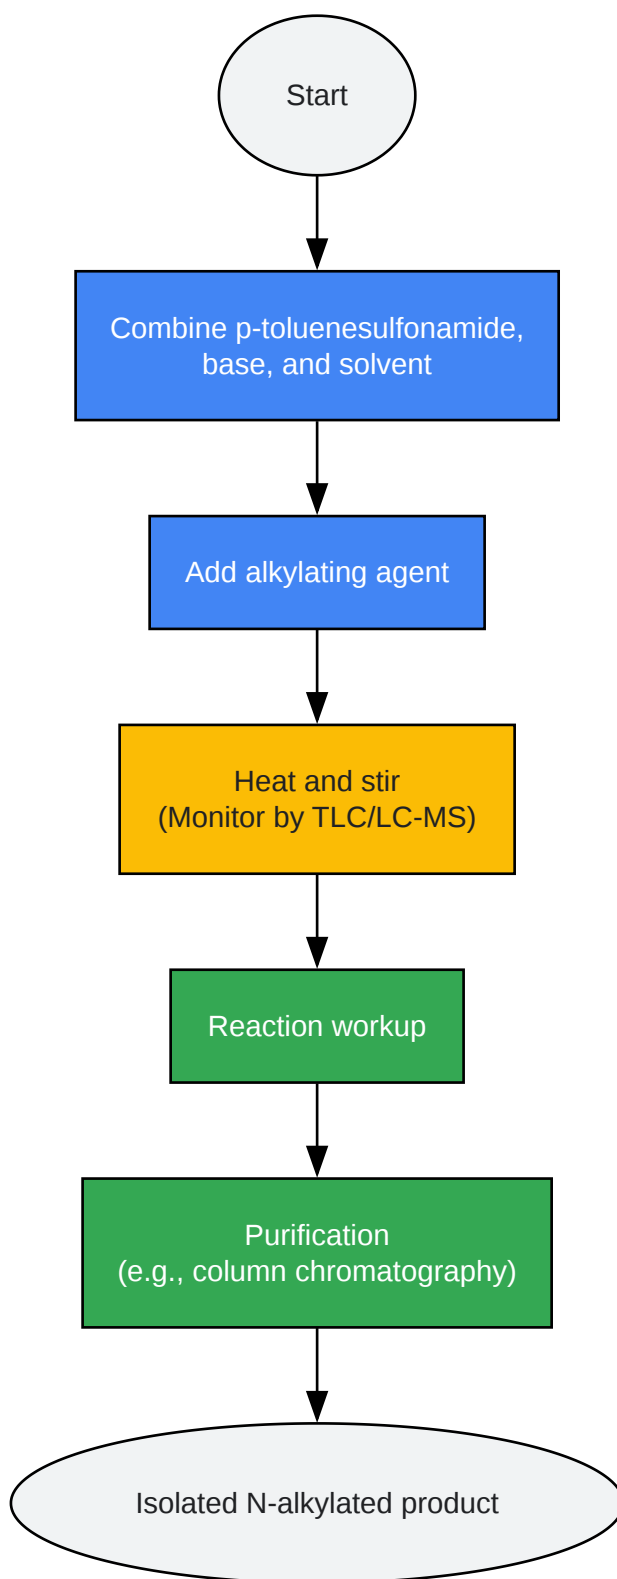 Start
Combine p-toluenesulfonamide,
base, and solvent
Add alkylating agent
Heat and stir
(Monitor by TLC/LC-MS)
Reaction workup
Purification
(e.g., column chromatography)
Isolated N-alkylated product